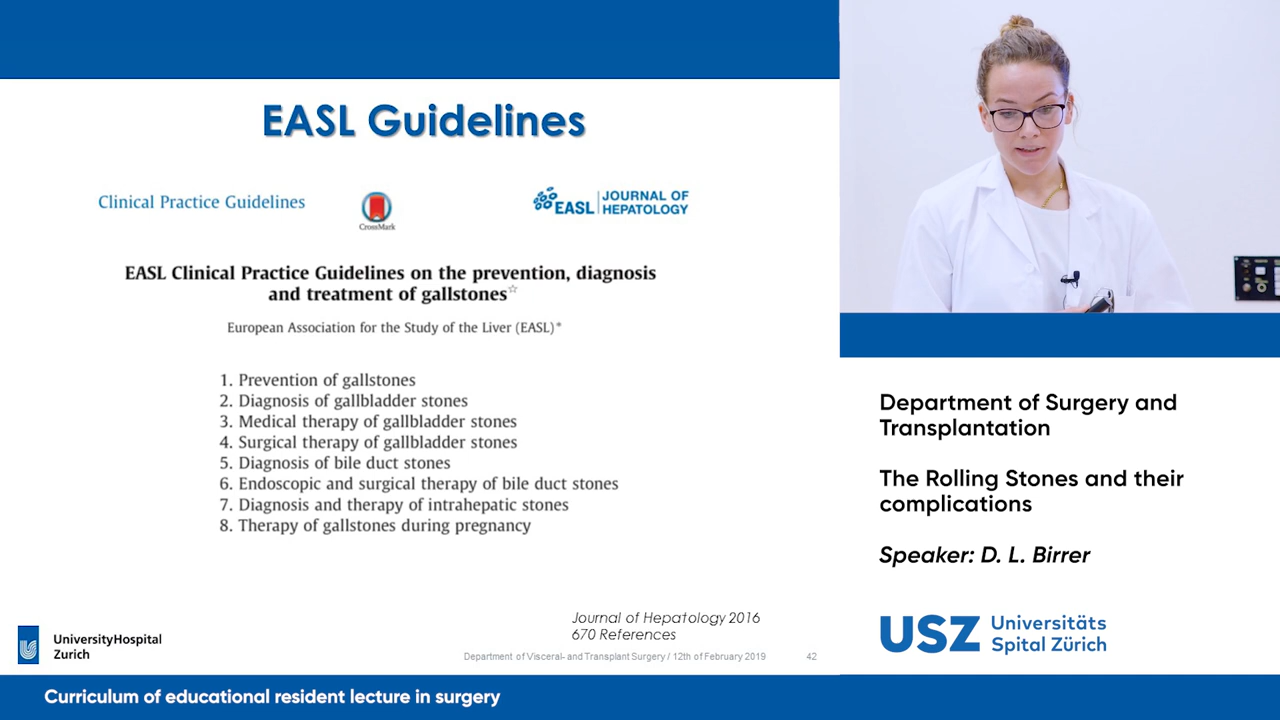 EASL Guidelines
Clinical Practice Guidelines
CrossMark
EASL
JOURNAL OF
HEPATOLOGY
EASL Clinical Practice Guidelines on the prevention, diagnosis
and treatment of gallstones☆
European Association for the Study of the Liver (EASL)*
1. Prevention of gallstones
2. Diagnosis of gallbladder stones
3. Medical therapy of gallbladder stones
4. Surgical therapy of gallbladder stones
5. Diagnosis of bile duct stones
6. Endoscopic and surgical therapy of bile duct stones
7. Diagnosis and therapy of intrahepatic stones
8. Therapy of gallstones during pregnancy
Journal of Hepatology 2016
670 References
UniversityHospital
Zurich
Department of Visceral- and Transplant Surgery / 12th of February 2019 42
Department of Surgery and
Transplantation
The Rolling Stones and their
complications
Speaker: D. L. Birrer
USZ Universitäts
Spital Zürich
Curriculum of educational resident lecture in surgery